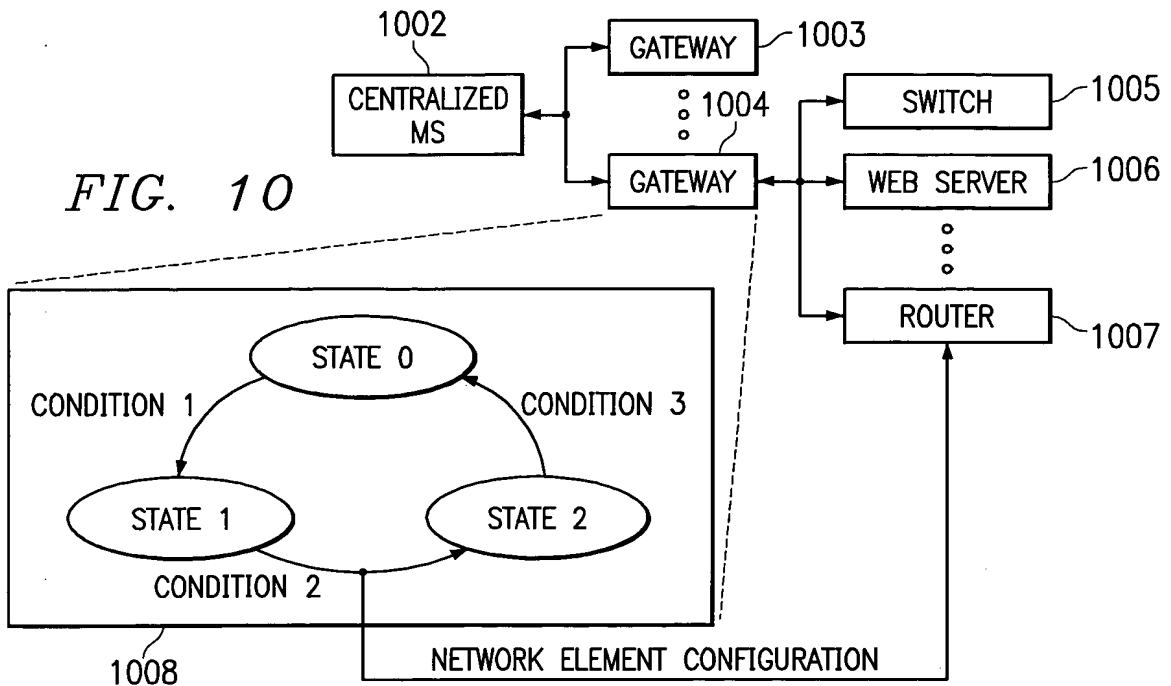 1002
GATEWAY
1003
CENTRALIZED
MS
1004
SWITCH
1005
FIG. 10
GATEWAY
WEB SERVER
1006
ROUTER
1007
STATE 0
CONDITION 1
CONDITION 3
STATE 1
STATE 2
CONDITION 2
1008
NETWORK ELEMENT CONFIGURATION